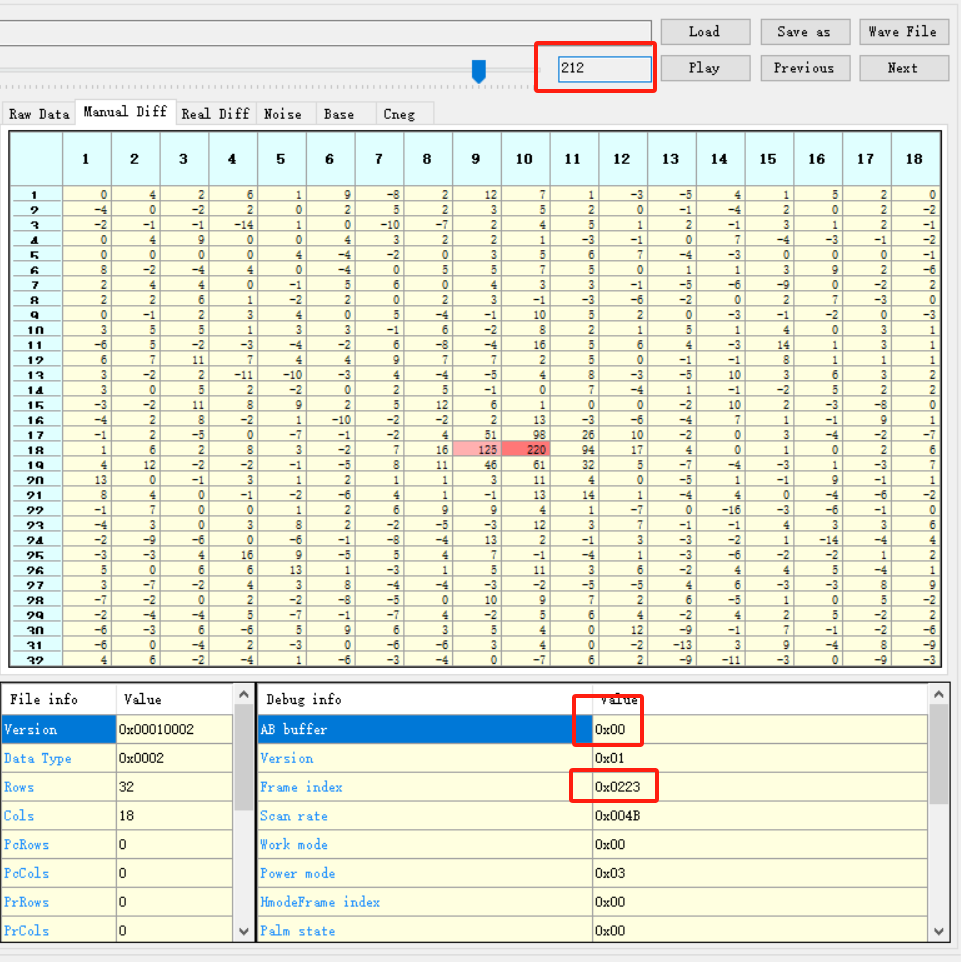 Load Save as Wave File
212 Play Previous Next
Raw Data Manual Diff Real Diff Noise Base Cneg
1 2 3 4 5 6 7 8 9 10 11 12 13 14 15 16 17 18
1 0 4 2 6 1 9 -8 2 12 7 1 -3 -5 4 1 5 2 0
2 -4 0 -2 2 0 2 5 2 3 5 2 0 -1 -4 2 0 2 -2
3 -2 -1 -1 -14 1 0 -10 -7 2 4 5 1 2 -1 3 1 2 -1
4 0 4 9 0 0 4 3 2 2 1 -3 -1 0 7 -4 -3 -1 -2
5 0 0 0 0 4 -4 -2 0 3 5 6 7 -4 -3 0 0 0 -1
6 8 -2 -4 4 0 -4 0 5 5 7 5 0 1 1 3 9 2 -6
7 2 4 4 0 -1 5 6 0 4 3 3 -1 -5 -6 -9 0 -2 2
8 2 2 6 1 -2 2 0 2 3 -1 -3 -6 -2 0 2 7 -3 0
9 0 -1 2 3 4 0 5 -4 -1 10 5 2 0 -3 -1 -2 0 -3
10 3 5 5 1 3 3 -1 6 -2 8 2 1 5 1 4 0 3 1
11 -6 5 -2 -3 -4 -2 6 -8 -4 16 5 6 4 -3 14 1 3 1
12 6 7 11 7 4 4 9 7 7 2 5 0 -1 -1 8 1 1 1
13 3 -2 2 -11 -10 -3 4 -4 -5 4 8 -3 -5 10 3 6 3 2
14 3 0 5 2 -2 0 2 5 -1 0 7 -4 1 -1 -2 5 2 2
15 -3 -2 11 8 9 2 5 12 6 1 0 0 -2 10 2 -3 -8 0
16 -4 2 8 -2 1 -10 -2 -2 2 13 -3 -6 -4 7 1 -1 9 1
17 -1 2 -5 0 -7 -1 -2 4 51 98 26 10 -2 0 3 -4 -2 -7
18 1 6 2 8 3 -2 7 16 125 220 94 17 4 0 1 0 2 6
19 4 12 -2 -2 -1 -5 8 11 46 61 32 5 -7 -4 -3 1 -3 7
20 13 0 -1 3 1 2 1 1 3 11 4 0 -5 1 -1 9 -1 1
21 8 4 0 -1 -2 -6 4 1 -1 13 14 1 -4 4 0 -4 -6 -2
22 -1 7 0 0 1 2 6 9 9 4 1 -7 0 -16 -3 -6 -1 0
23 -4 3 0 3 8 2 -2 -5 -3 12 3 7 -1 -1 4 3 3 6
24 -2 -9 -6 0 -6 -1 -8 -4 13 2 -1 3 -3 -2 1 -14 -4 4
25 -3 -3 4 16 9 -5 5 4 7 -1 -4 1 -3 -6 -2 -2 1 2
26 5 0 6 6 13 1 -3 1 5 11 3 6 -2 4 4 5 -4 1
27 3 -7 -2 4 3 8 -4 -4 -3 -2 -5 -5 4 6 -3 -3 8 9
28 -7 -2 0 2 -2 -8 -5 0 10 9 7 2 6 -5 1 0 5 -2
29 -2 -4 -4 5 -7 -1 -7 4 -2 5 6 4 -2 4 2 5 -2 2
30 -6 -3 6 -6 5 9 6 3 5 4 0 12 -9 -1 7 -1 -2 -6
31 -6 0 -4 2 -3 0 -6 -6 3 4 0 -2 -13 3 9 -4 8 -9
32 4 6 -2 -4 1 -6 -3 -4 0 -7 6 2 -9 -11 -3 0 -9 -3
File info Value Debug info Value
Version 0x00010002 AB buffer 0x00
Data Type 0x0002 Version 0x01
Rows 32 Frame index 0x0223
Cols 18 Scan rate 0x004B
PcRows 0 Work mode 0x00
PcCols 0 Power mode 0x03
PrRows 0 HmodeFrame index 0x00
PrCols 0 Palm state 0x00